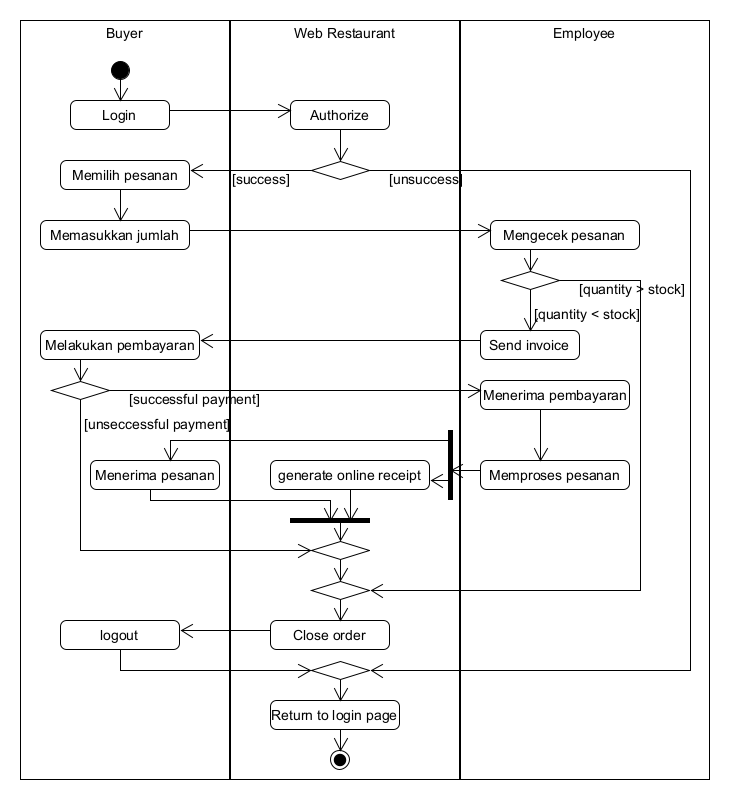 Buyer
Web Restaurant
Employee
Login
Authorize
Memilih pesanan
[success]
[unsuccess]
Memasukkan jumlah
Mengecek pesanan
[quantity > stock]
[quantity < stock]
Melakukan pembayaran
Send invoice
[successful payment]
Menerima pembayaran
[unseccessful payment]
Menerima pesanan
generate online receipt
Memproses pesanan
logout
Close order
Return to login page